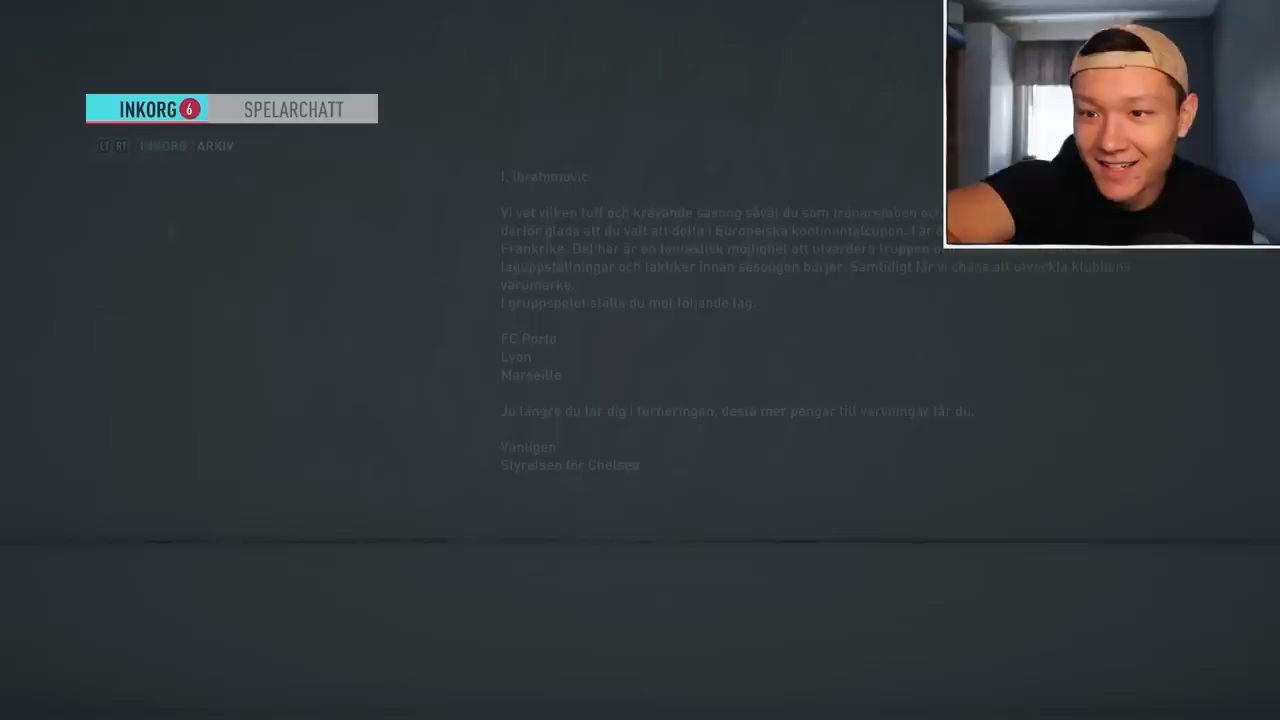 INKORG 6 SPELARCHATT
LT RT INKORG ARKIV
I. Ibrahimovic.
Vi vet vilken tuff och krävande säsong såväl du som tränarstaben och
därför glada att du valt att delta i Europeiska kontinentalcupen. I år
Frankrike. Det här är en fantastisk möjlighet att utvärdera truppen
laguppställningar och taktiker innan säsongen börjar. Samtidigt får vi chans att utveckla klubbens
varumärke.
I gruppspelet ställs du mot följande lag.
FC Porto
Lyon
Marseille
Ju längre du tar dig i turneringen, desto mer pengar till värvningar får du.
Vänligen
Styrelsen för Chelsea